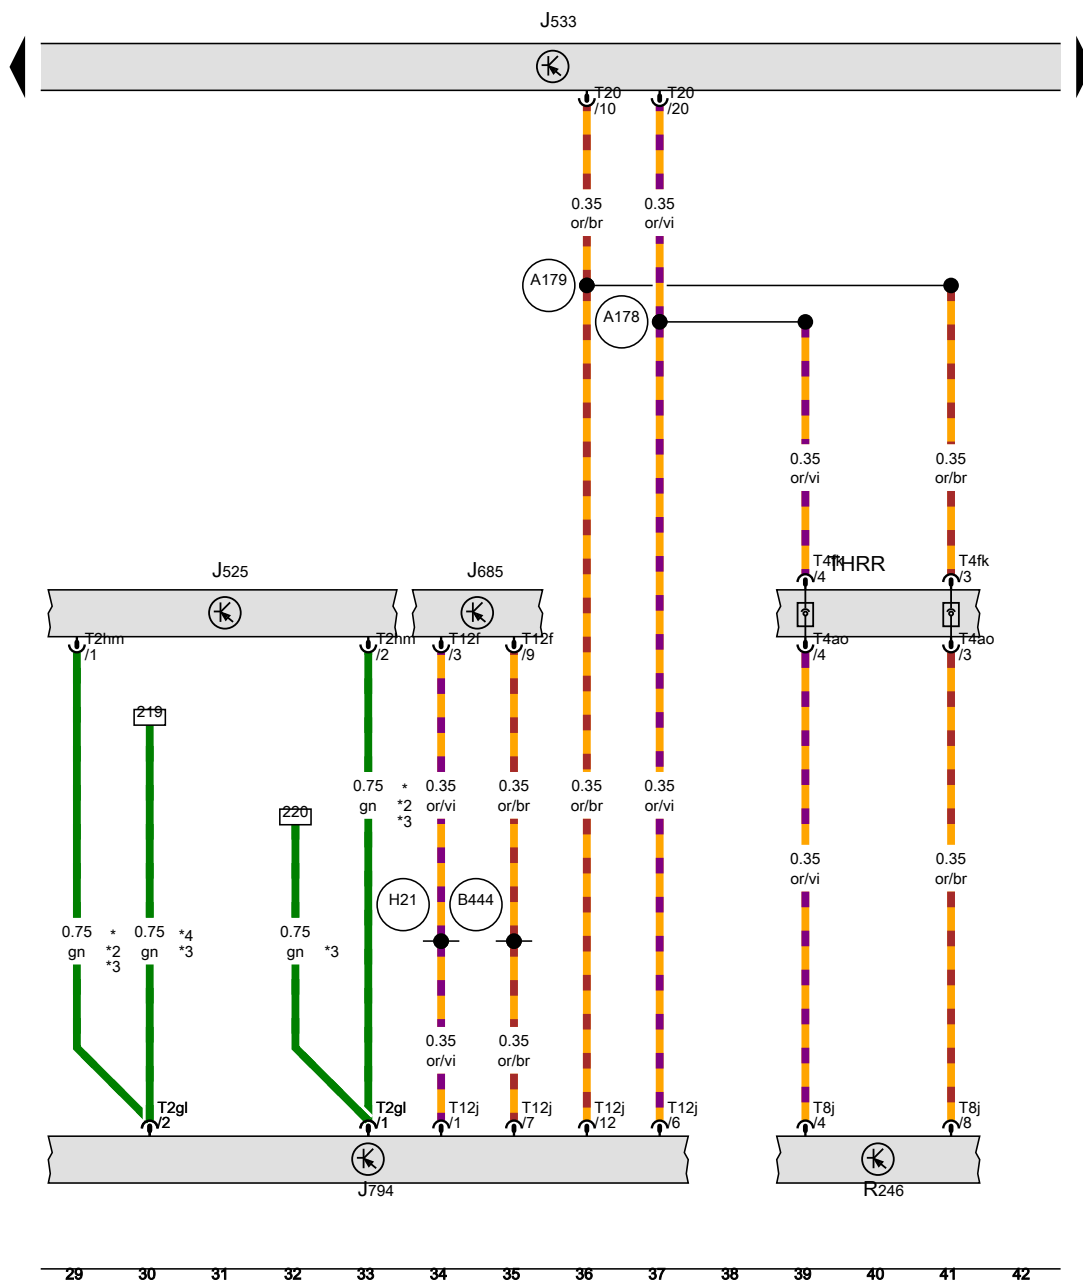 J533
T20
/10
T20
/20
0.35
or/br
0.35
or/vi
A179
A178
0.35
or/vi
0.35
or/br
J525
J685
THRR
T4fk
/4
T4fk
/3
T2hm
/1
T2hm
/2
T12f
/3
T12f
/9
T4ao
/4
T4ao
/3
219
220
0.75
gn
*
*2
*3
0.35
or/vi
0.35
or/br
0.35
or/br
0.35
or/vi
H21
B444
0.35
or/vi
0.35
or/br
0.75
gn
*
*2
*3
0.75
gn
*4
*3
0.75
gn
*3
0.35
or/vi
0.35
or/br
T2gl
/2
T2gl
/1
T12j
/1
T12j
/7
T12j
/12
T12j
/6
T8j
/4
T8j
/8
J794
R246
29 30 31 32 33 34 35 36 37 38 39 40 41 42